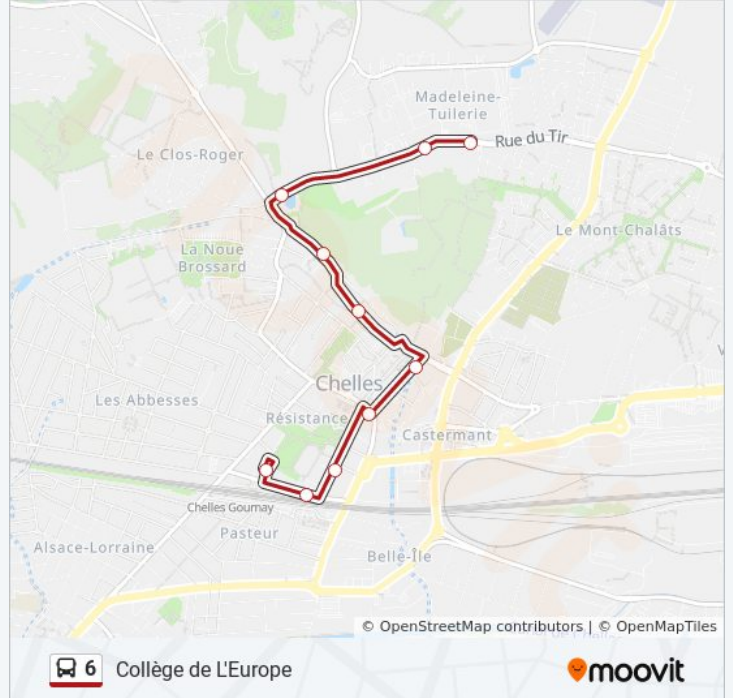 Madeleine-
Tuilerie
Rue du Tir
Le Clos-Roger
Le Mont-Chalâts
La Noue
Brossard
Chelles
Les Abbesses
Résistance
Castermant
Chelles Gournay
Pasteur
Alsace-Lorraine
Belle-Île
© OpenStreetMap contributors | © OpenMapTiles
6 Collège de L'Europe
moovit